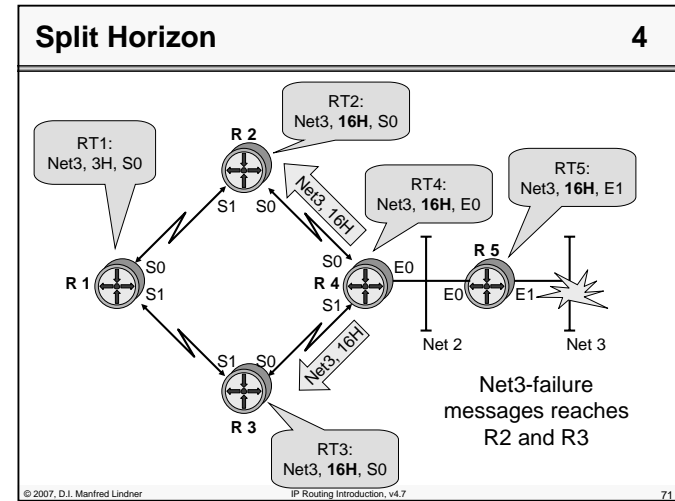 Split Horizon 4
RT2:
Net3, 16H, S0
RT1:
Net3, 3H, S0
R 2
RT4:
Net3, 16H, E0
RT5:
Net3, 16H, E1
Net3, 16H
S1 S0
R 5
S0
S0 E0
R 1
R 4
S1
S1
E0 E1
Net 2
Net 3
S1 S0
Net3, 16H
R 3
Net3-failure
messages reaches
R2 and R3
RT3:
Net3, 16H, S0
© 2007, D.I. Manfred Lindner IP Routing Introduction, v4.7 71